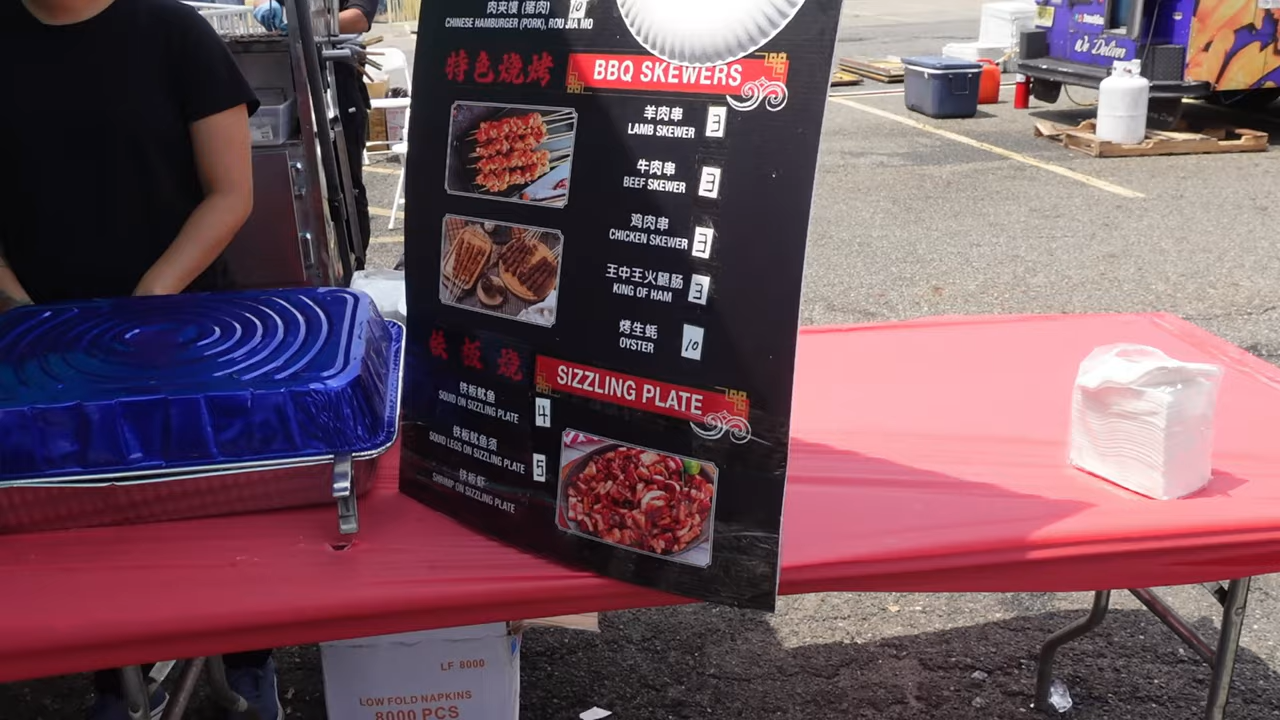 肉夹馍 (猪肉) 10
CHINESE HAMBURGER (PORK), ROU JIA MO
特色烧烤
BBQ SKEWERS
羊肉串
LAMB SKEWER 3
牛肉串
BEEF SKEWER 3
鸡肉串
CHICKEN SKEWER 3
王中王火腿肠
KING OF HAM 3
烤生蚝
OYSTER 10
铁板烧
SIZZLING PLATE
铁板鱿鱼
SQUID ON SIZZLING PLATE 4
铁板鱿鱼须
SQUID LEGS ON SIZZLING PLATE 5
铁板虾
SHRIMP ON SIZZLING PLATE
We Deliver
LF 8000
LOW FOLD NAPKINS
8000 PCS